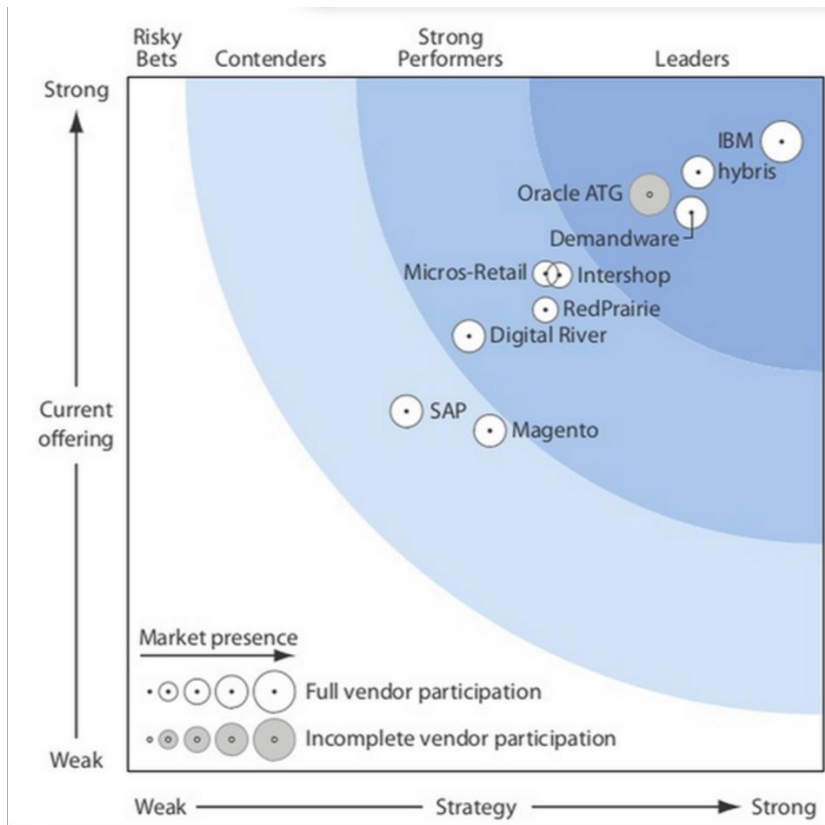 Risky
Bets
Contenders
Strong
Performers
Leaders
Strong
IBM
hybris
Oracle ATG
Demandware
Micros-Retail
Intershop
RedPrairie
Digital River
Current
offering
SAP
Magento
Market presence
Full vendor participation
Incomplete vendor participation
Weak
Weak
Strategy
Strong